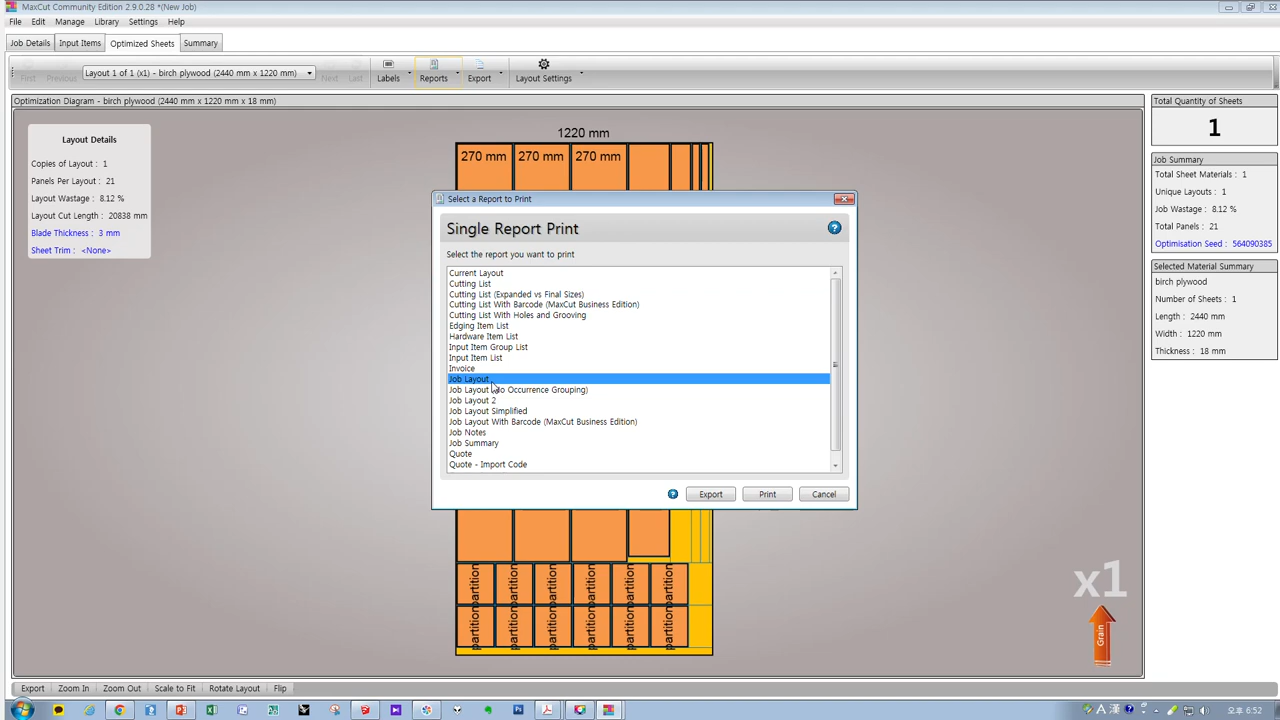 MaxCut Community Edition 2.9.0.28 *(New Job)
File Edit Manage Library Settings Help
Job Details Input Items Optimized Sheets Summary
First Previous Layout 1 of 1 (x1) - birch plywood (2440 mm x 1220 mm) Next Last Labels Reports Export Layout Settings
Optimization Diagram - birch plywood (2440 mm x 1220 mm x 18 mm)
Layout Details
Copies of Layout : 1
Panels Per Layout : 21
Layout Wastage : 8.12 %
Layout Cut Length : 20838 mm
Blade Thickness : 3 mm
Sheet Trim : <None>
1220 mm
270 mm 270 mm 270 mm
Select a Report to Print
Single Report Print
Select the report you want to print
Current Layout
Cutting List
Cutting List (Expanded vs Final Sizes)
Cutting List With Barcode (MaxCut Business Edition)
Cutting List With Holes and Grooving
Edging Item List
Hardware Item List
Input Item Group List
Input Item List
Invoice
Job Layout
Job Layout (No Occurrence Grouping)
Job Layout 2
Job Layout Simplified
Job Layout With Barcode (MaxCut Business Edition)
Job Notes
Job Summary
Quote
Quote - Import Code
Export Print Cancel
partition partition partition partition partition partition
partition partition partition partition partition partition
x1
Grain
Total Quantity of Sheets
1
Job Summary
Total Sheet Materials : 1
Unique Layouts : 1
Job Wastage : 8.12 %
Total Panels : 21
Optimisation Seed : 564090385
Selected Material Summary
birch plywood
Number of Sheets : 1
Length : 2440 mm
Width : 1220 mm
Thickness : 18 mm
Export Zoom In Zoom Out Scale to Fit Rotate Layout Flip
A 漢
오후 6:52